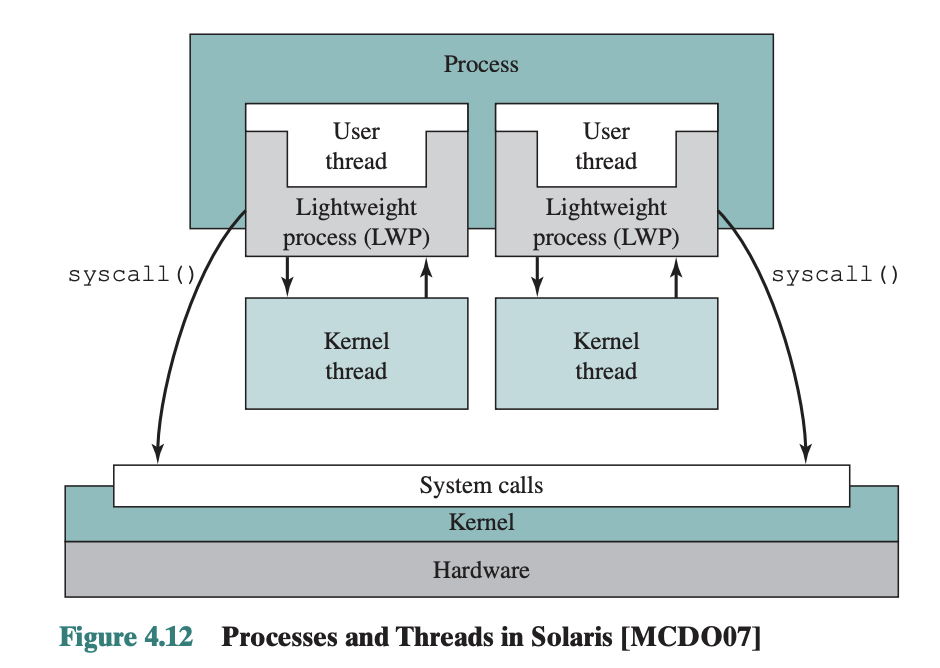 Process
User
thread
User
thread
Lightweight
process (LWP)
Lightweight
process (LWP)
syscall()
syscall()
Kernel
thread
Kernel
thread
System calls
Kernel
Hardware
Figure 4.12 Processes and Threads in Solaris [MCDO07]